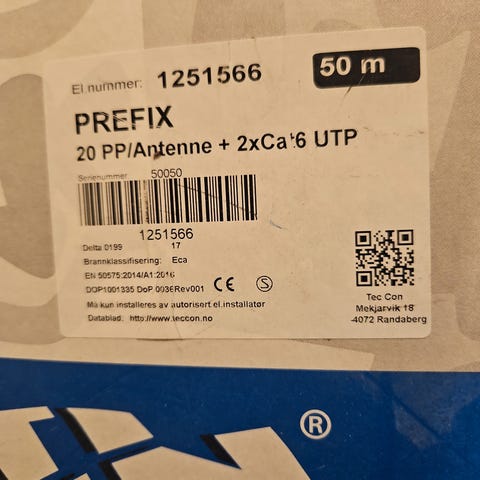 El.nummer: 1251566
50 m
PREFIX
20 PP/Antenne + 2xCat6 UTP
Serienummer 50050
1251566
Delta 0199 17
Brannklassifisering: Eca
EN 50575:2014/A1:2016
DOP1001335 DoP 0036Rev001 CE S
Må kun installeres av autorisert el.installatør
Datablad: http://www.teccon.no
Tec Con
Mekjarvik 18
4072 Randaberg
®